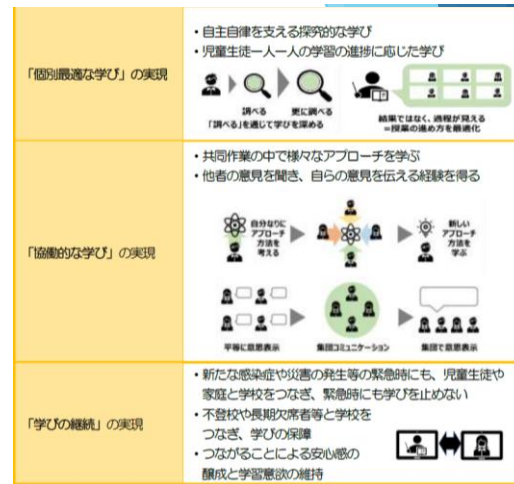 「個別最適な学び」の実現
・自主自律を支える探究的な学び
・児童生徒一人一人の学習の進捗に応じた学び
調べる
更に調べる
「調べる」を通じて学びを深める
結果ではなく、過程が見える
=授業の進め方を最適化
「協働的な学び」の実現
・共同作業の中で様々なアプローチを学ぶ
・他者の意見を聞き、自らの意見を伝える経験を得る
自分なりに
アプローチ
方法を
考える
新しい
アプローチ
方法を
学ぶ
平等に意思表示
集団コミュニケーション
集団で意思表示
「学びの継続」の実現
・新たな感染症や災害の発生等の緊急時にも、児童生徒や
家庭と学校をつなぎ、緊急時にも学びを止めない
・不登校や長期欠席者等と学校を
つなぎ、学びの保障
・つながることによる安心感の
醸成と学習意欲の維持